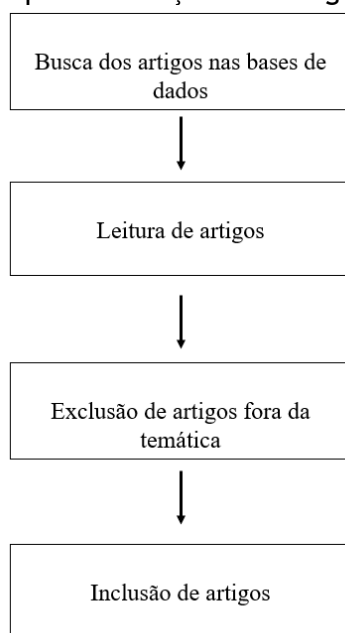 Busca dos artigos nas bases de
dados
Leitura de artigos
Exclusão de artigos fora da
temática
Inclusão de artigos